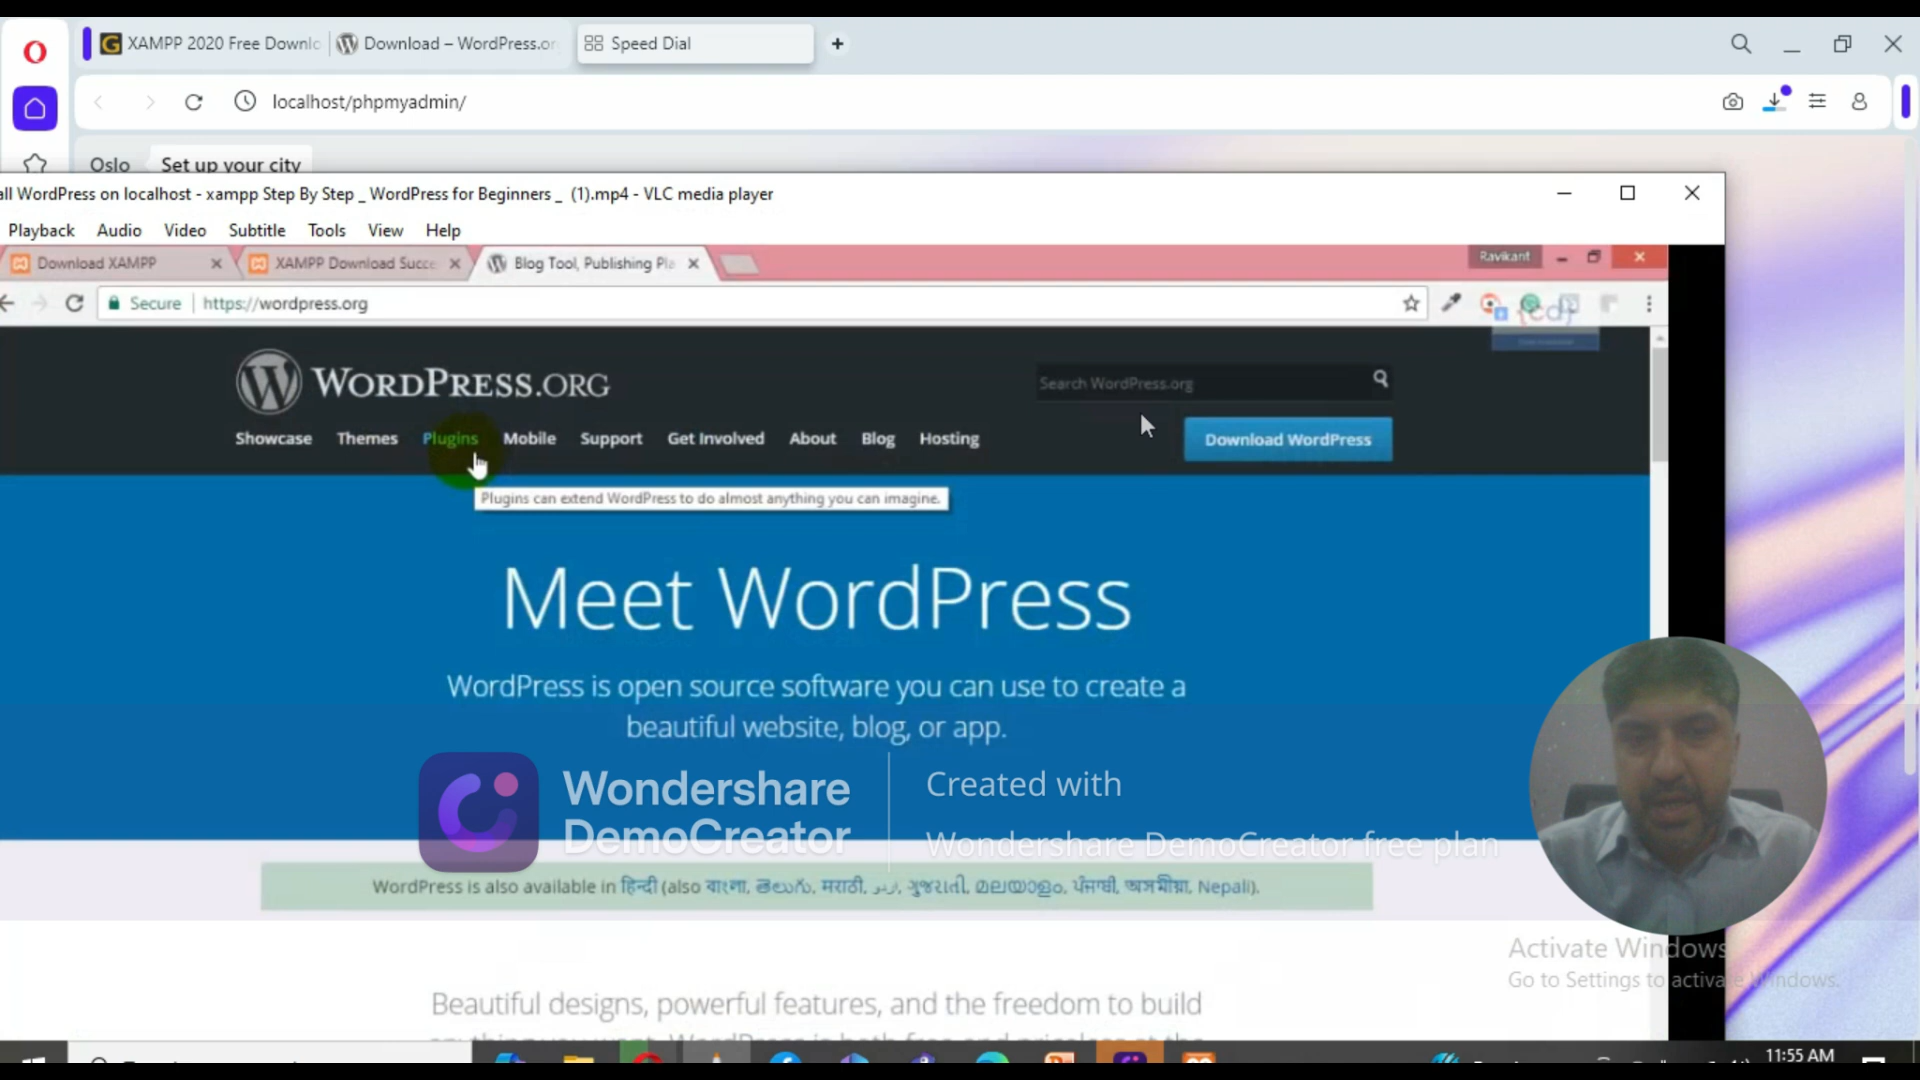 XAMPP 2020 Free Downlo
Download – WordPress.or
Speed Dial
localhost/phpmyadmin/
Oslo
Set up your city
all WordPress on localhost - xampp Step By Step _ WordPress for Beginners _ (1).mp4 - VLC media player
Playback Audio Video Subtitle Tools View Help
Download XAMPP
XAMPP Download Succe
Blog Tool, Publishing Pla
Ravikant
Secure https://wordpress.org
WORDPRESS.ORG
Search WordPress.org
Showcase Themes Plugins Mobile Support Get Involved About Blog Hosting
Download WordPress
Plugins can extend WordPress to do almost anything you can imagine.
Meet WordPress
WordPress is open source software you can use to create a
beautiful website, blog, or app.
Wondershare
DemoCreator
Created with
Wondershare DemoCreator free plan
WordPress is also available in हिन्दी (also বাংলা, తెలుగు, मराठी, اردو, ગુજરાતી, മലയാളം, ਪੰਜਾਬੀ, অসমীয়া, Nepali).
Activate Windows
Go to Settings to activate Windows.
Beautiful designs, powerful features, and the freedom to build
11:55 AM